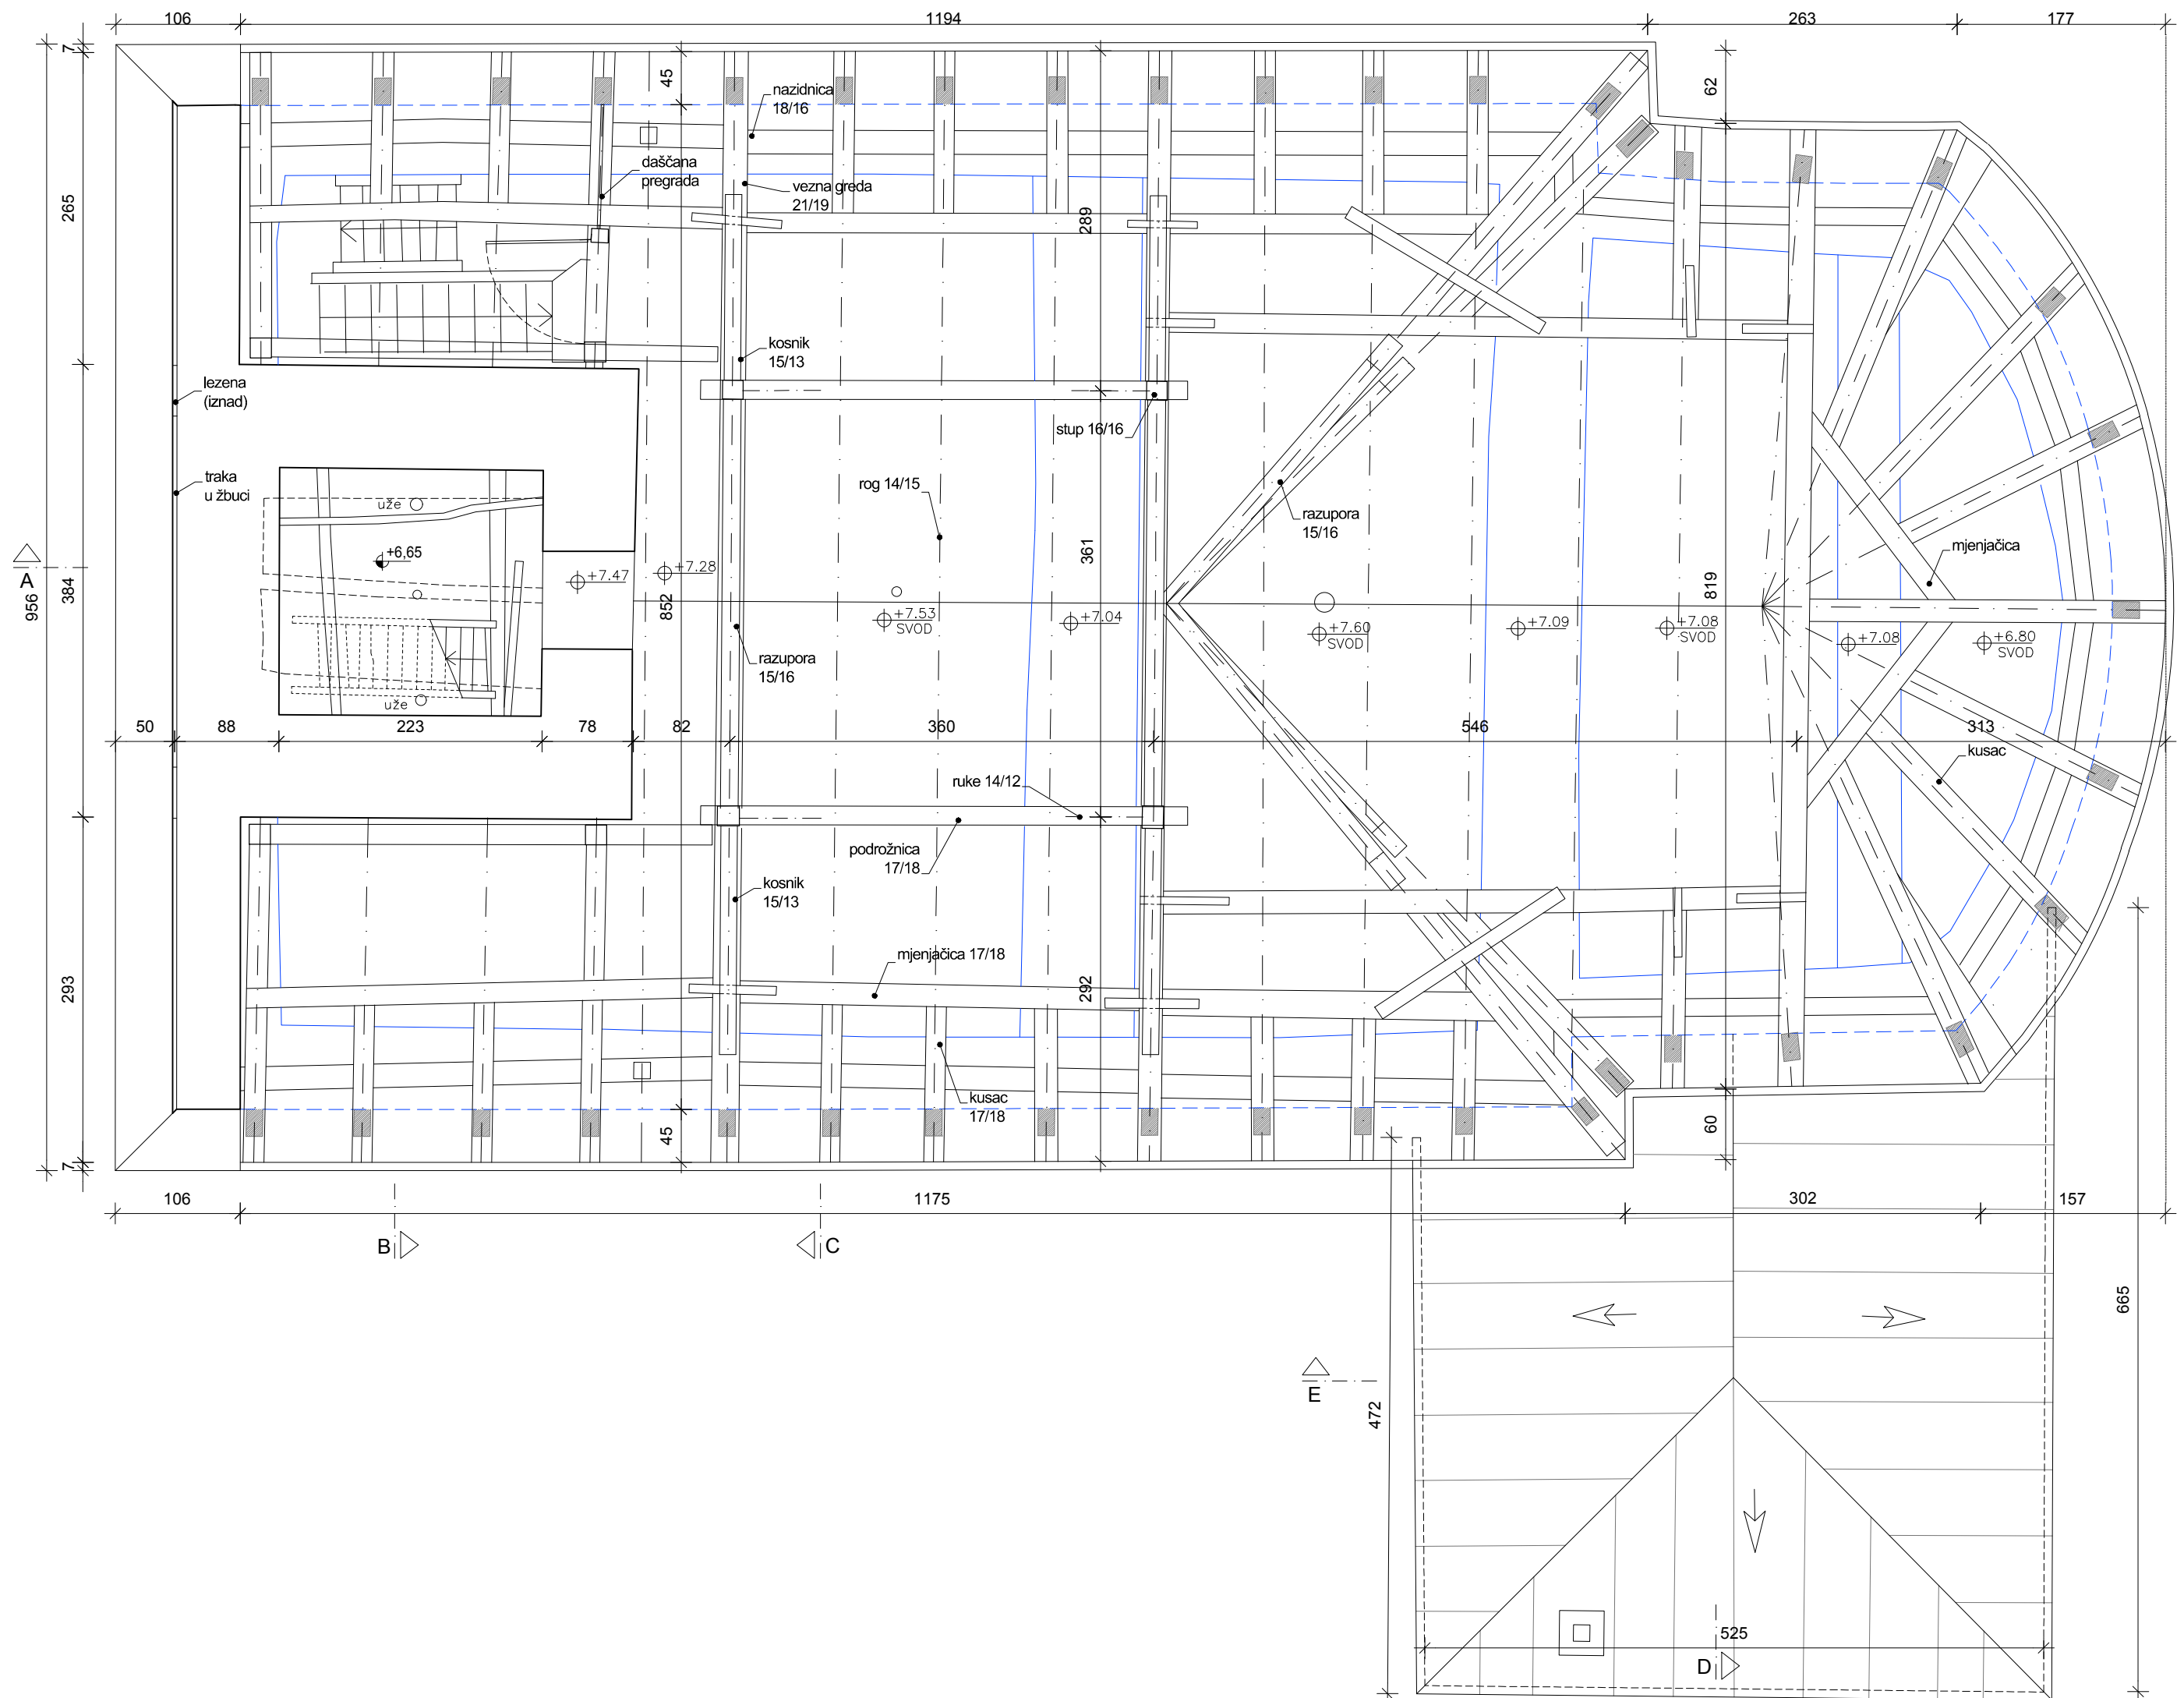 106
1194
263
177
7
45
62
nazidnica
18/16
daščana
pregrada
vezna greda
21/19
265
289
kosnik
15/13
lezena
(iznad)
stup 16/16
traka
u žbuci
uže
rog 14/15
razupora
15/16
+6,65
mjenjačica
A
956
384
+7.47
+7.28
852
361
819
+7.53
SVOD
+7.04
+7.60
SVOD
+7.09
+7.08
SVOD
+7.08
+6.80
SVOD
razupora
15/16
uže
50
88
223
78
82
360
546
313
kusac
ruke 14/12
podrožnica
17/18
kosnik
15/13
mjenjačica 17/18
293
292
kusac
17/18
45
60
7
106
1175
302
157
B
C
665
E
472
525
D